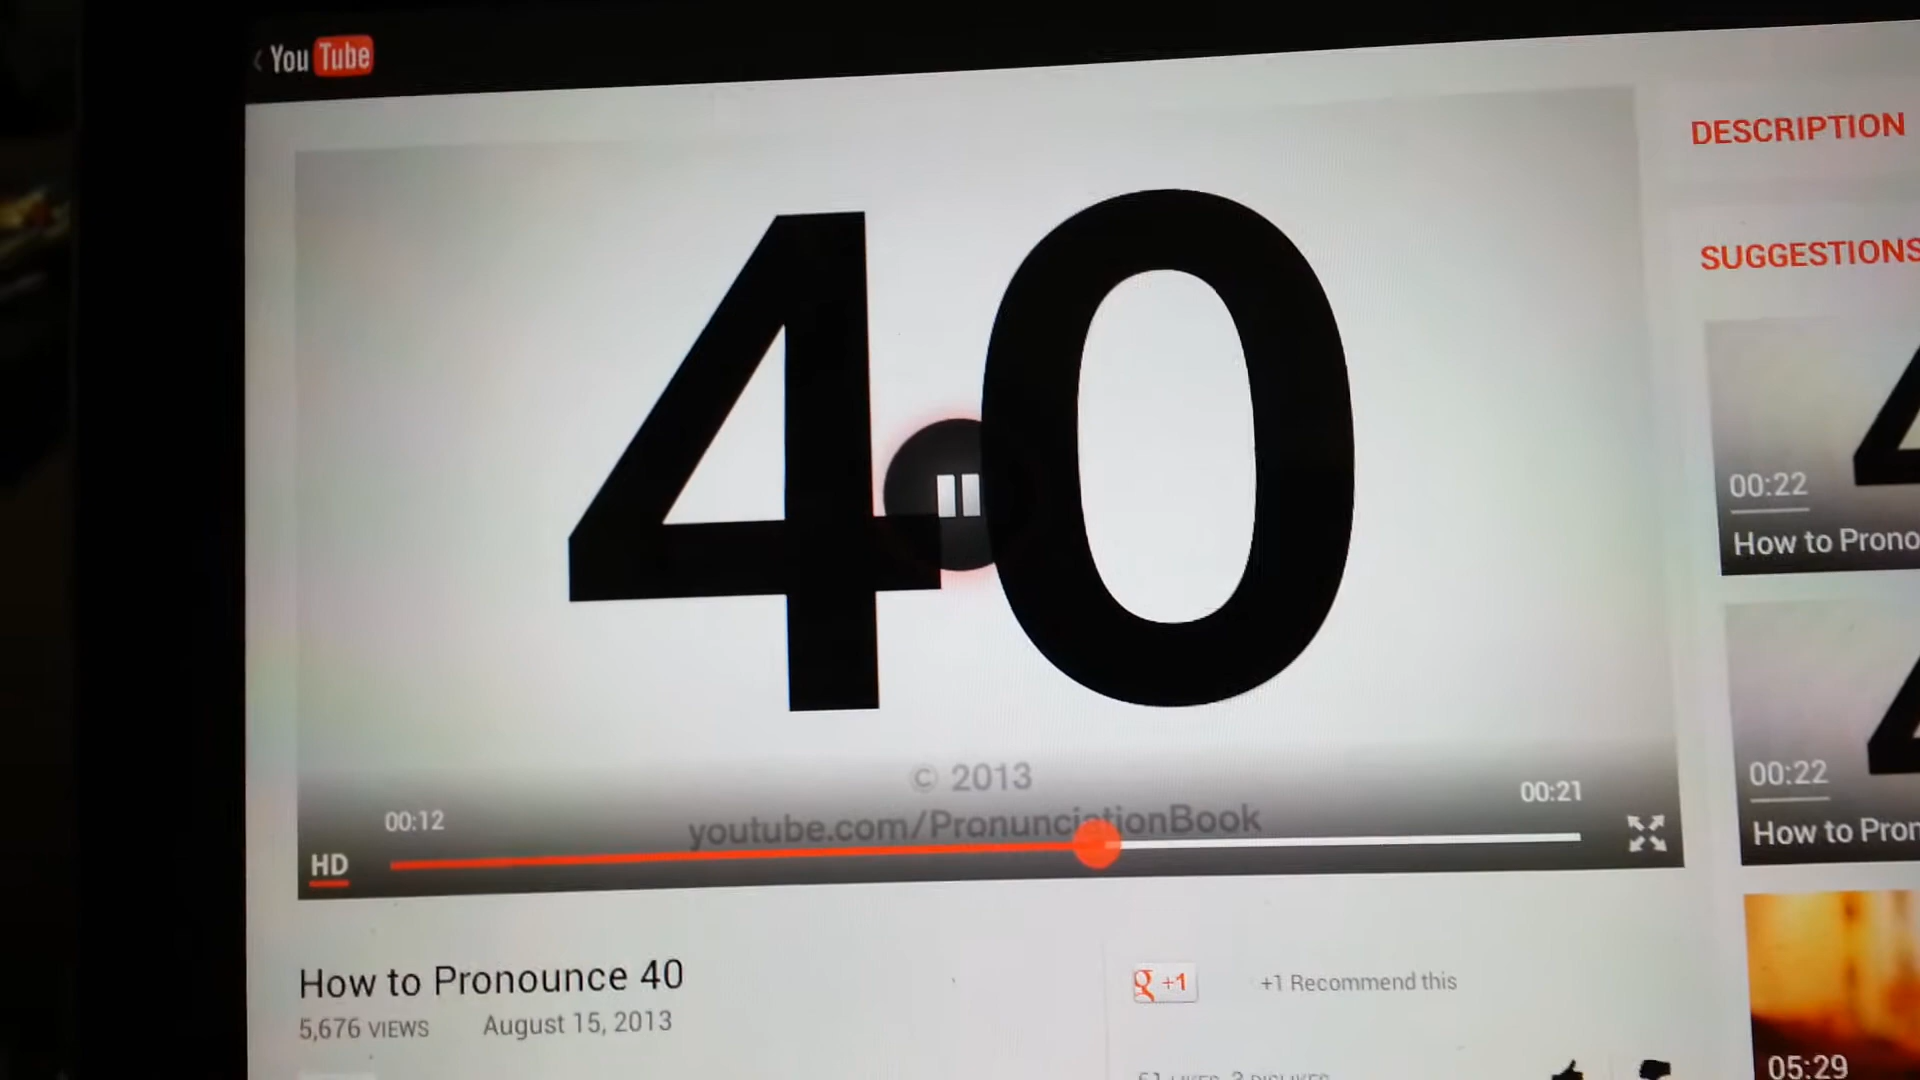 YouTube
DESCRIPTION
SUGGESTIONS
40
00:22
How to Prono
© 2013
youtube.com/PronunciationBook
00:12
00:21
HD
00:22
How to Pron
How to Pronounce 40
5,676 VIEWS August 15, 2013
g +1
+1 Recommend this
05:29